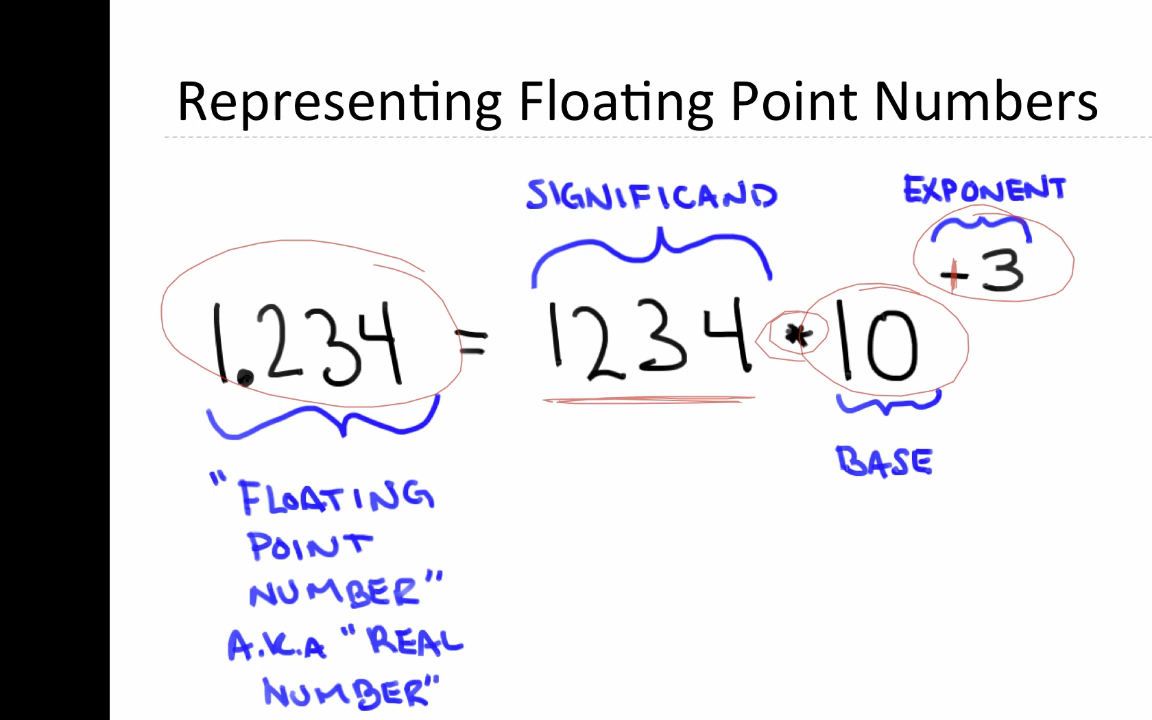 Representing Floating Point Numbers
SIGNIFICAND
EXPONENT
+3
1.234 = 1234 * 10
BASE
"FLOATING
POINT
NUMBER"
A.K.A "REAL
NUMBER"